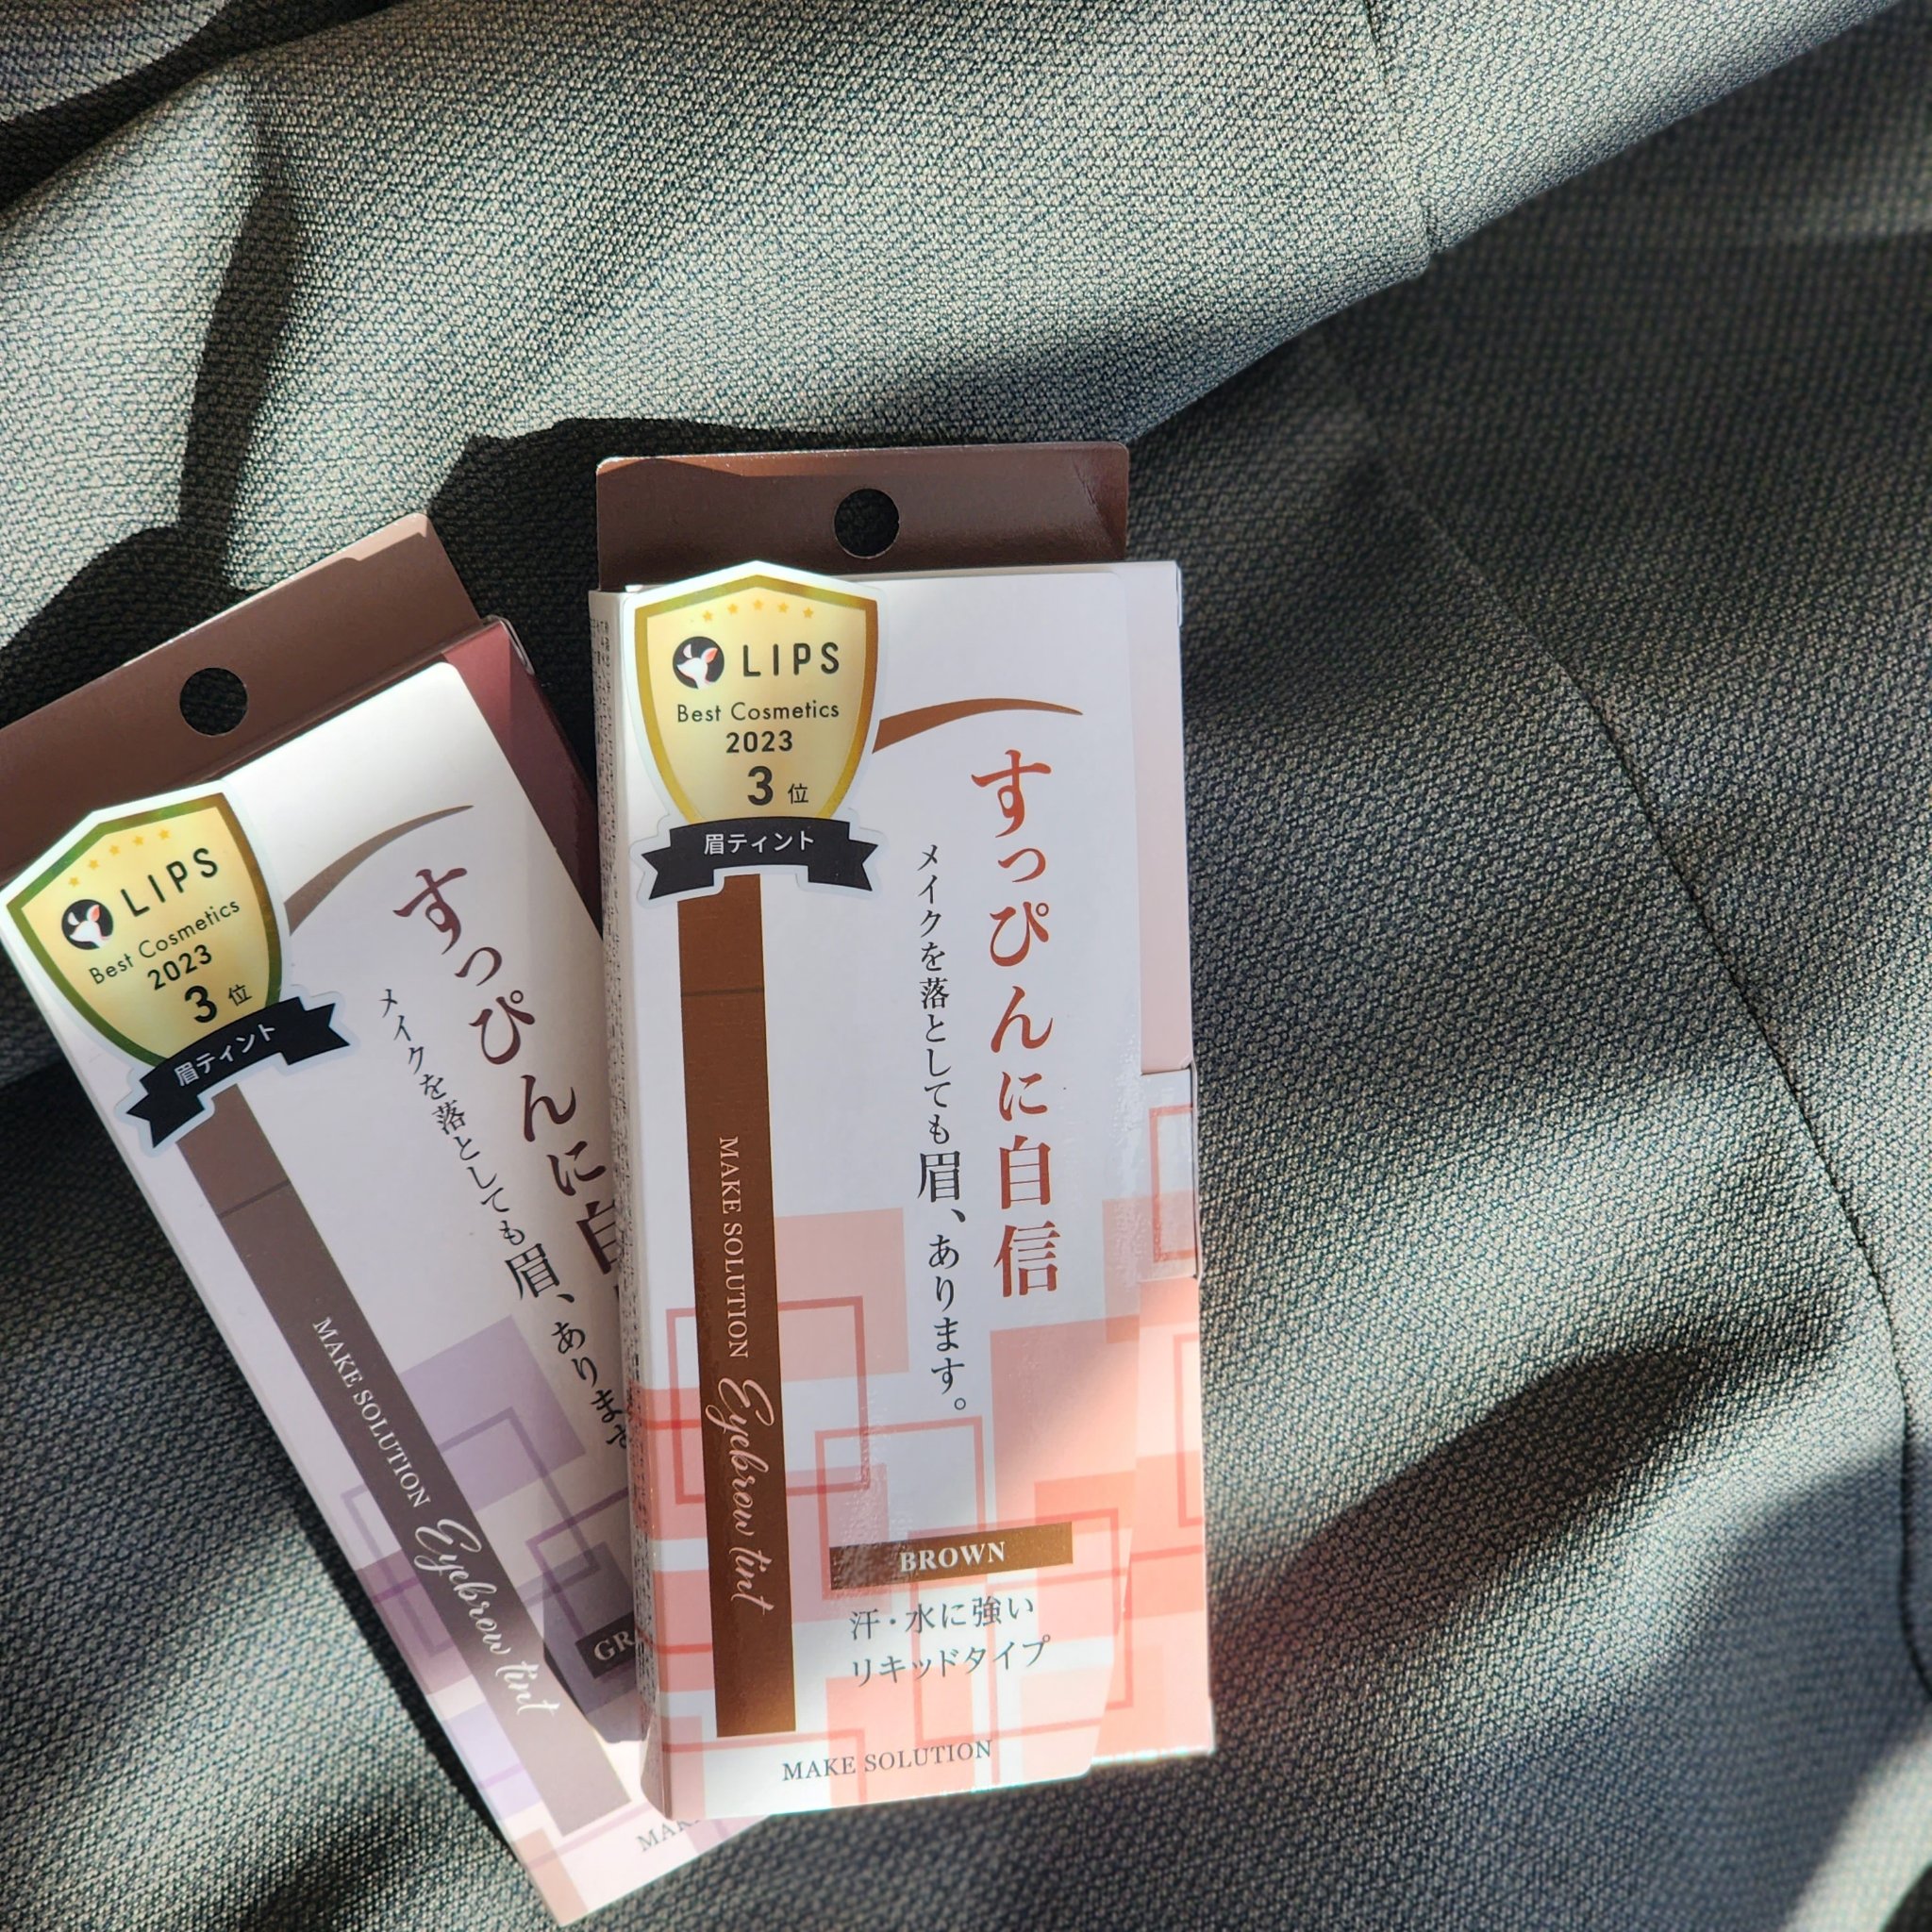 LIPS
Best Cosmetics
2023
3位
眉ティント
すっぴんに自
メイクを落としても眉、ありま
MAKE SOLUTION Eyebrow tint
LIPS
Best Cosmetics
2023
3位
眉ティント
すっぴんに自信
メイクを落としても眉、あります。
MAKE SOLUTION Eyebrow tint
BROWN
汗・水に強い
リキッドタイプ
MAKE SOLUTION